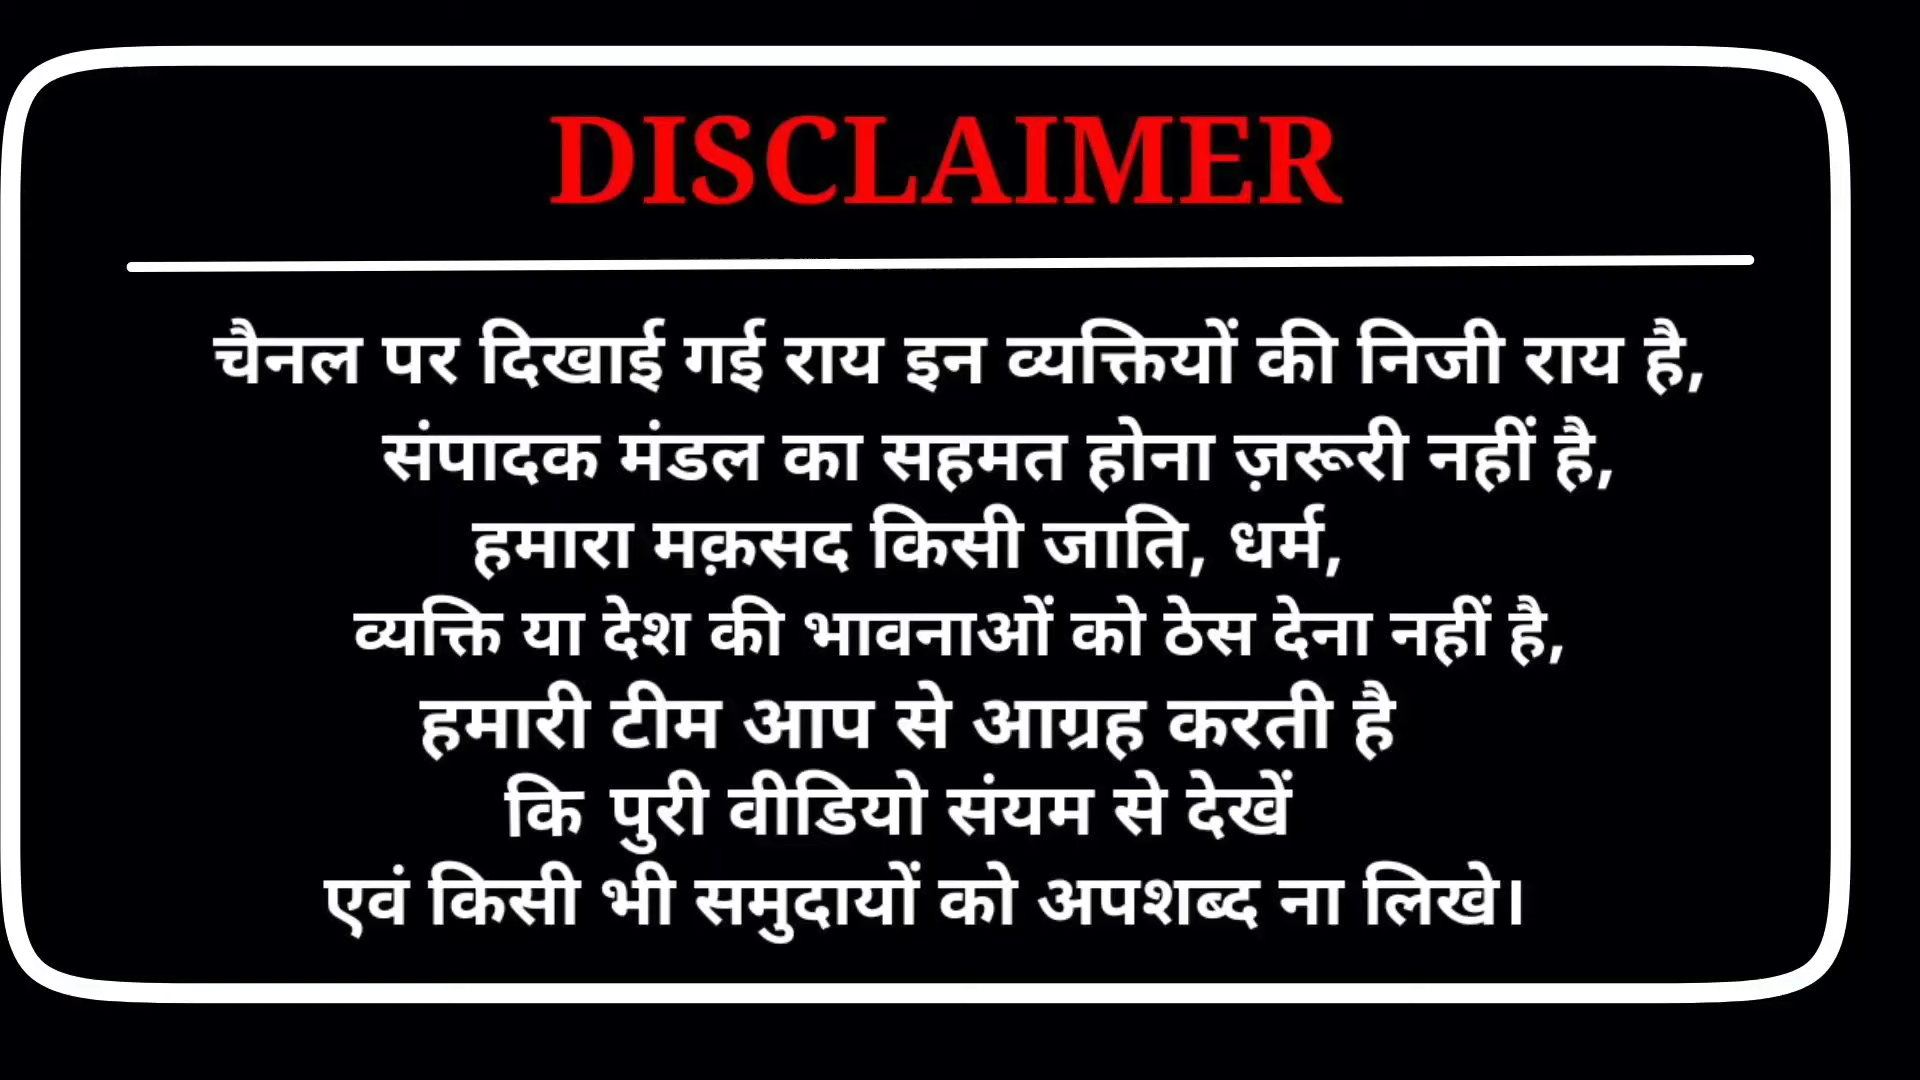 DISCLAIMER
चैनल पर दिखाई गई राय इन व्यक्तियों की निजी राय है,
संपादक मंडल का सहमत होना ज़रूरी नहीं है,
हमारा मक़सद किसी जाति, धर्म,
व्यक्ति या देश की भावनाओं को ठेस देना नहीं है,
हमारी टीम आप से आग्रह करती है
कि पुरी वीडियो संयम से देखें
एवं किसी भी समुदायों को अपशब्द ना लिखे।